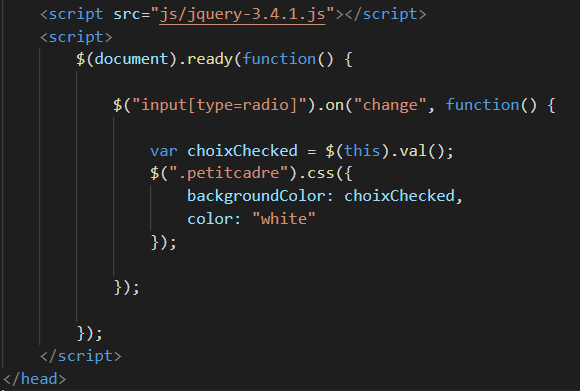 <script src="js/jquery-3.4.1.js"></script>
<script>
$(document).ready(function() {
$("input[type=radio]").on("change", function() {
var choixChecked = $(this).val();
$(".petitcadre").css({
backgroundColor: choixChecked,
color: "white"
});
});
});
</script>
</head>